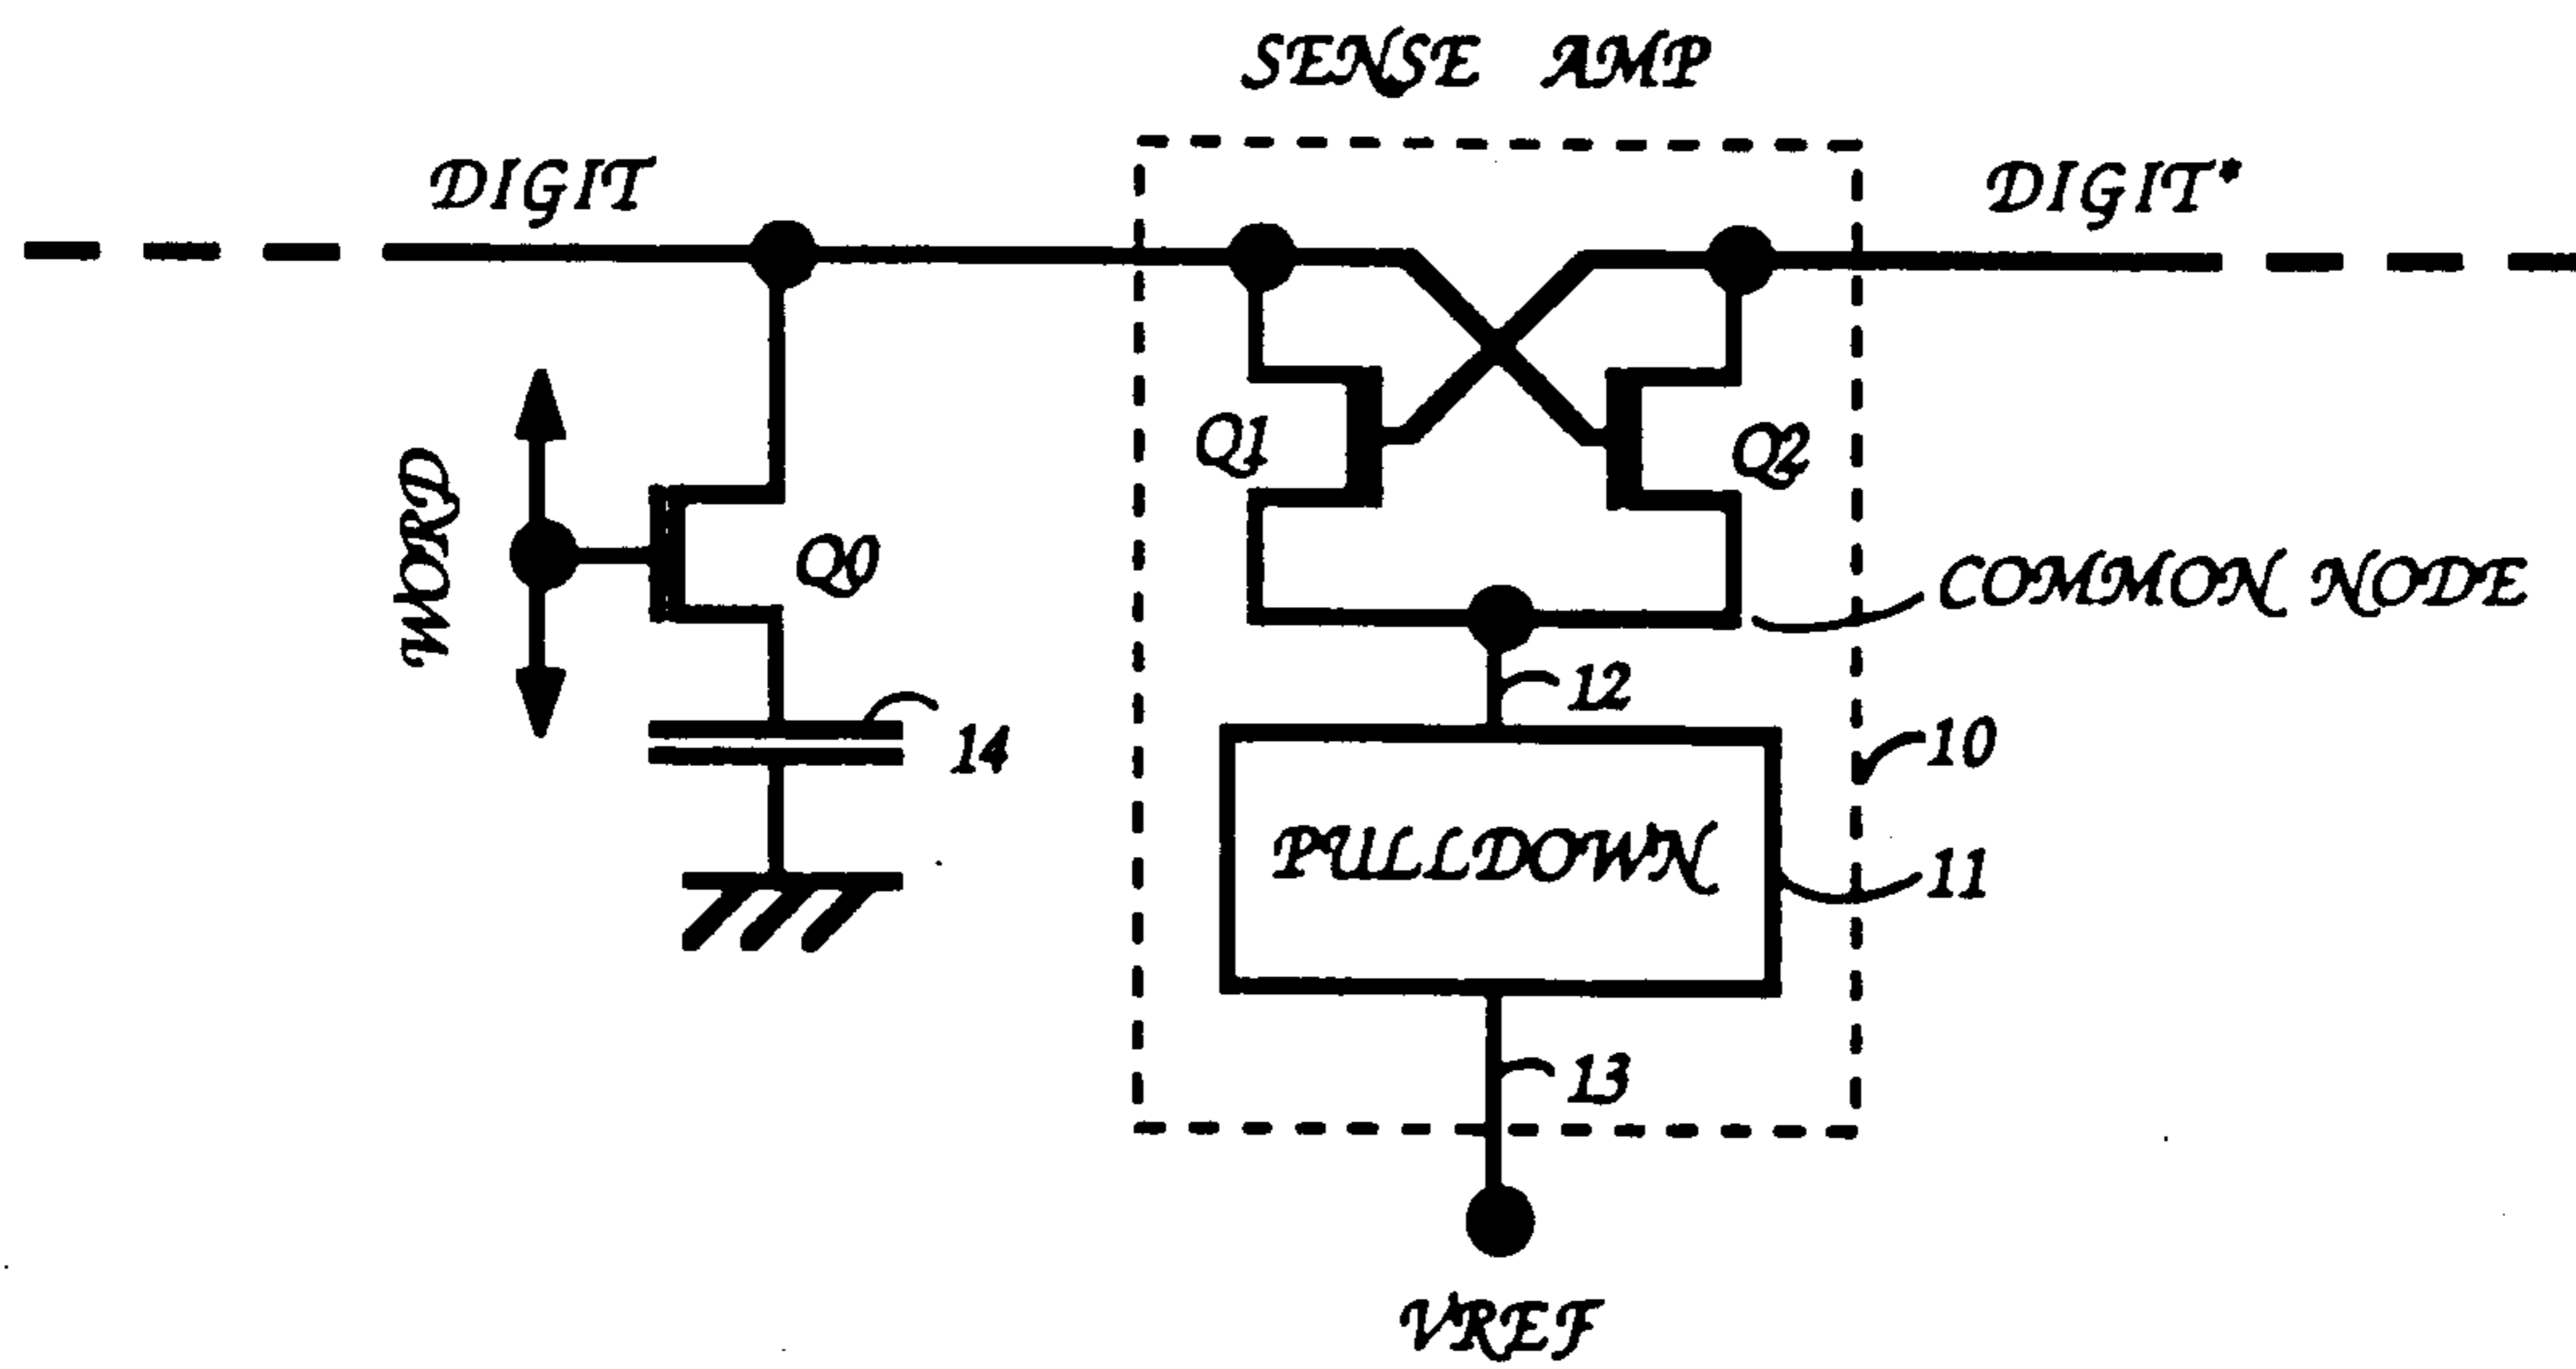 SENSE AMP
DIGIT
DIGIT*
WORD
Q0
Q1
Q2
COMMON NODE
12
14
10
PULLDOWN
11
13
VREF